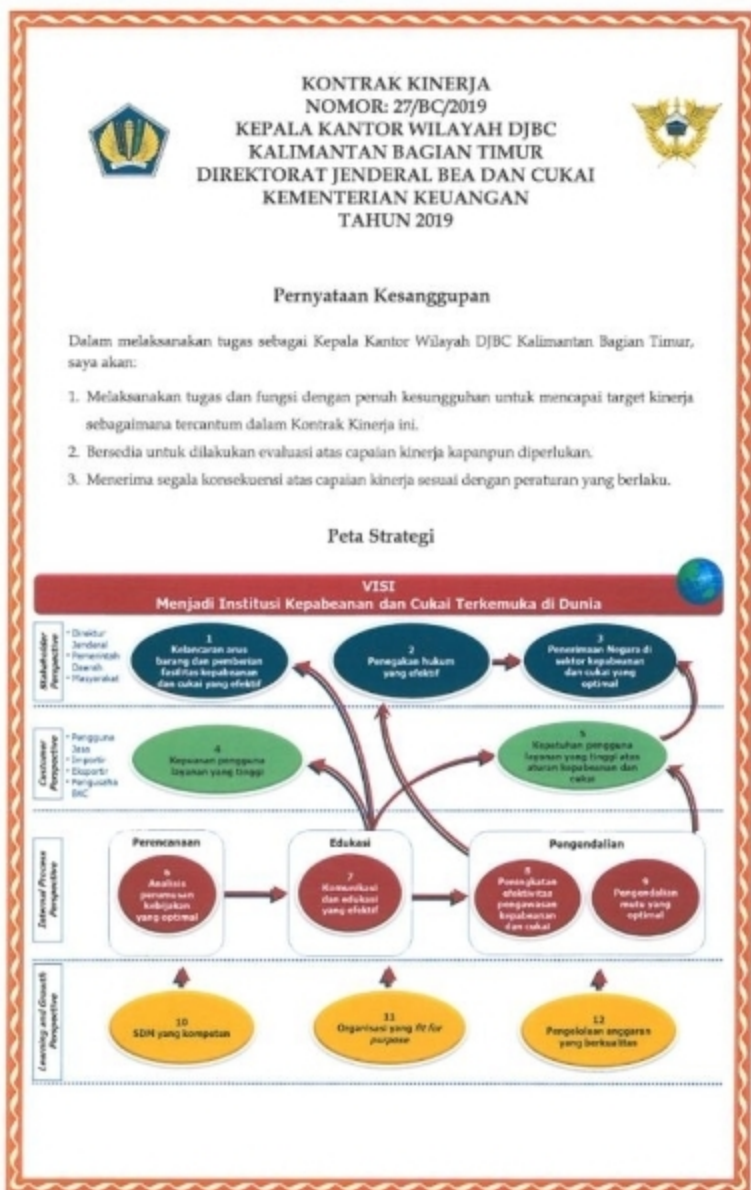 KONTRAK KINERJA
NOMOR: 27/BC/2019
KEPALA KANTOR WILAYAH DJBC
KALIMANTAN BAGIAN TIMUR
DIREKTORAT JENDERAL BEA DAN CUKAI
KEMENTERIAN KEUANGAN
TAHUN 2019
Pernyataan Kesanggupan
Dalam melaksanakan tugas sebagai Kepala Kantor Wilayah DJBC Kalimantan Bagian Timur,
saya akan:
1. Melaksanakan tugas dan fungsi dengan penuh kesungguhan untuk mencapai target kinerja
sebagaimana tercantum dalam Kontrak Kinerja ini.
2. Bersedia untuk dilakukan evaluasi atas capaian kinerja kapanpun diperlukan.
3. Menerima segala konsekuensi atas capaian kinerja sesuai dengan peraturan yang berlaku.
Peta Strategi
VISI
Menjadi Institusi Kepabeanan dan Cukai Terkemuka di Dunia
Stakeholder
Perspective
• Direktur
Jenderal
• Pemerintah
Daerah
• Masyarakat
1
Kelancaran arus
barang dan pemberian
fasilitas kepabeanan
dan cukai yang efektif
2
Penegakan hukum
yang efektif
3
Penerimaan Negara di
sektor kepabeanan
dan cukai yang
optimal
Customer
Perspective
• Pengguna
Jasa
• Importir
• Eksportir
• Pengusaha
BKC
4
Kepuasan pengguna
layanan yang tinggi
5
Kepatuhan pengguna
layanan yang tinggi atas
aturan kepabeanan dan
cukai
Internal Process
Perspective
Perencanaan
6
Analisis
perumusan
kebijakan
yang optimal
Edukasi
7
Komunikasi
dan edukasi
yang efektif
Pengendalian
8
Peningkatan
efektivitas
pengawasan
kepabeanan
dan cukai
9
Pengendalian
mutu yang
optimal
Learning and Growth
Perspective
10
SDM yang kompeten
11
Organisasi yang fit for
purpose
12
Pengelolaan anggaran
yang berkualitas